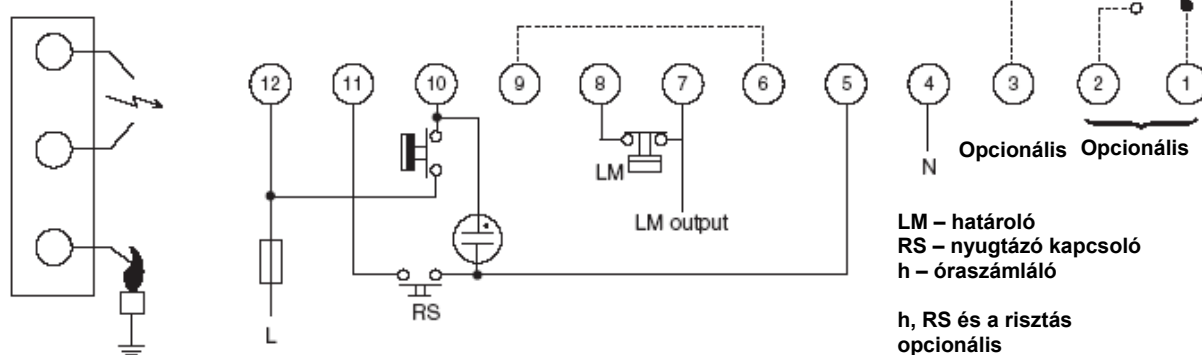 12 11 10 9 8 7 6 5 4 3 2 1
LM
N
Opcionális Opcionális
LM output
RS
L
LM – határoló
RS – nyugtázó kapcsoló
h – óraszámláló
h, RS és a risztás
opcionális